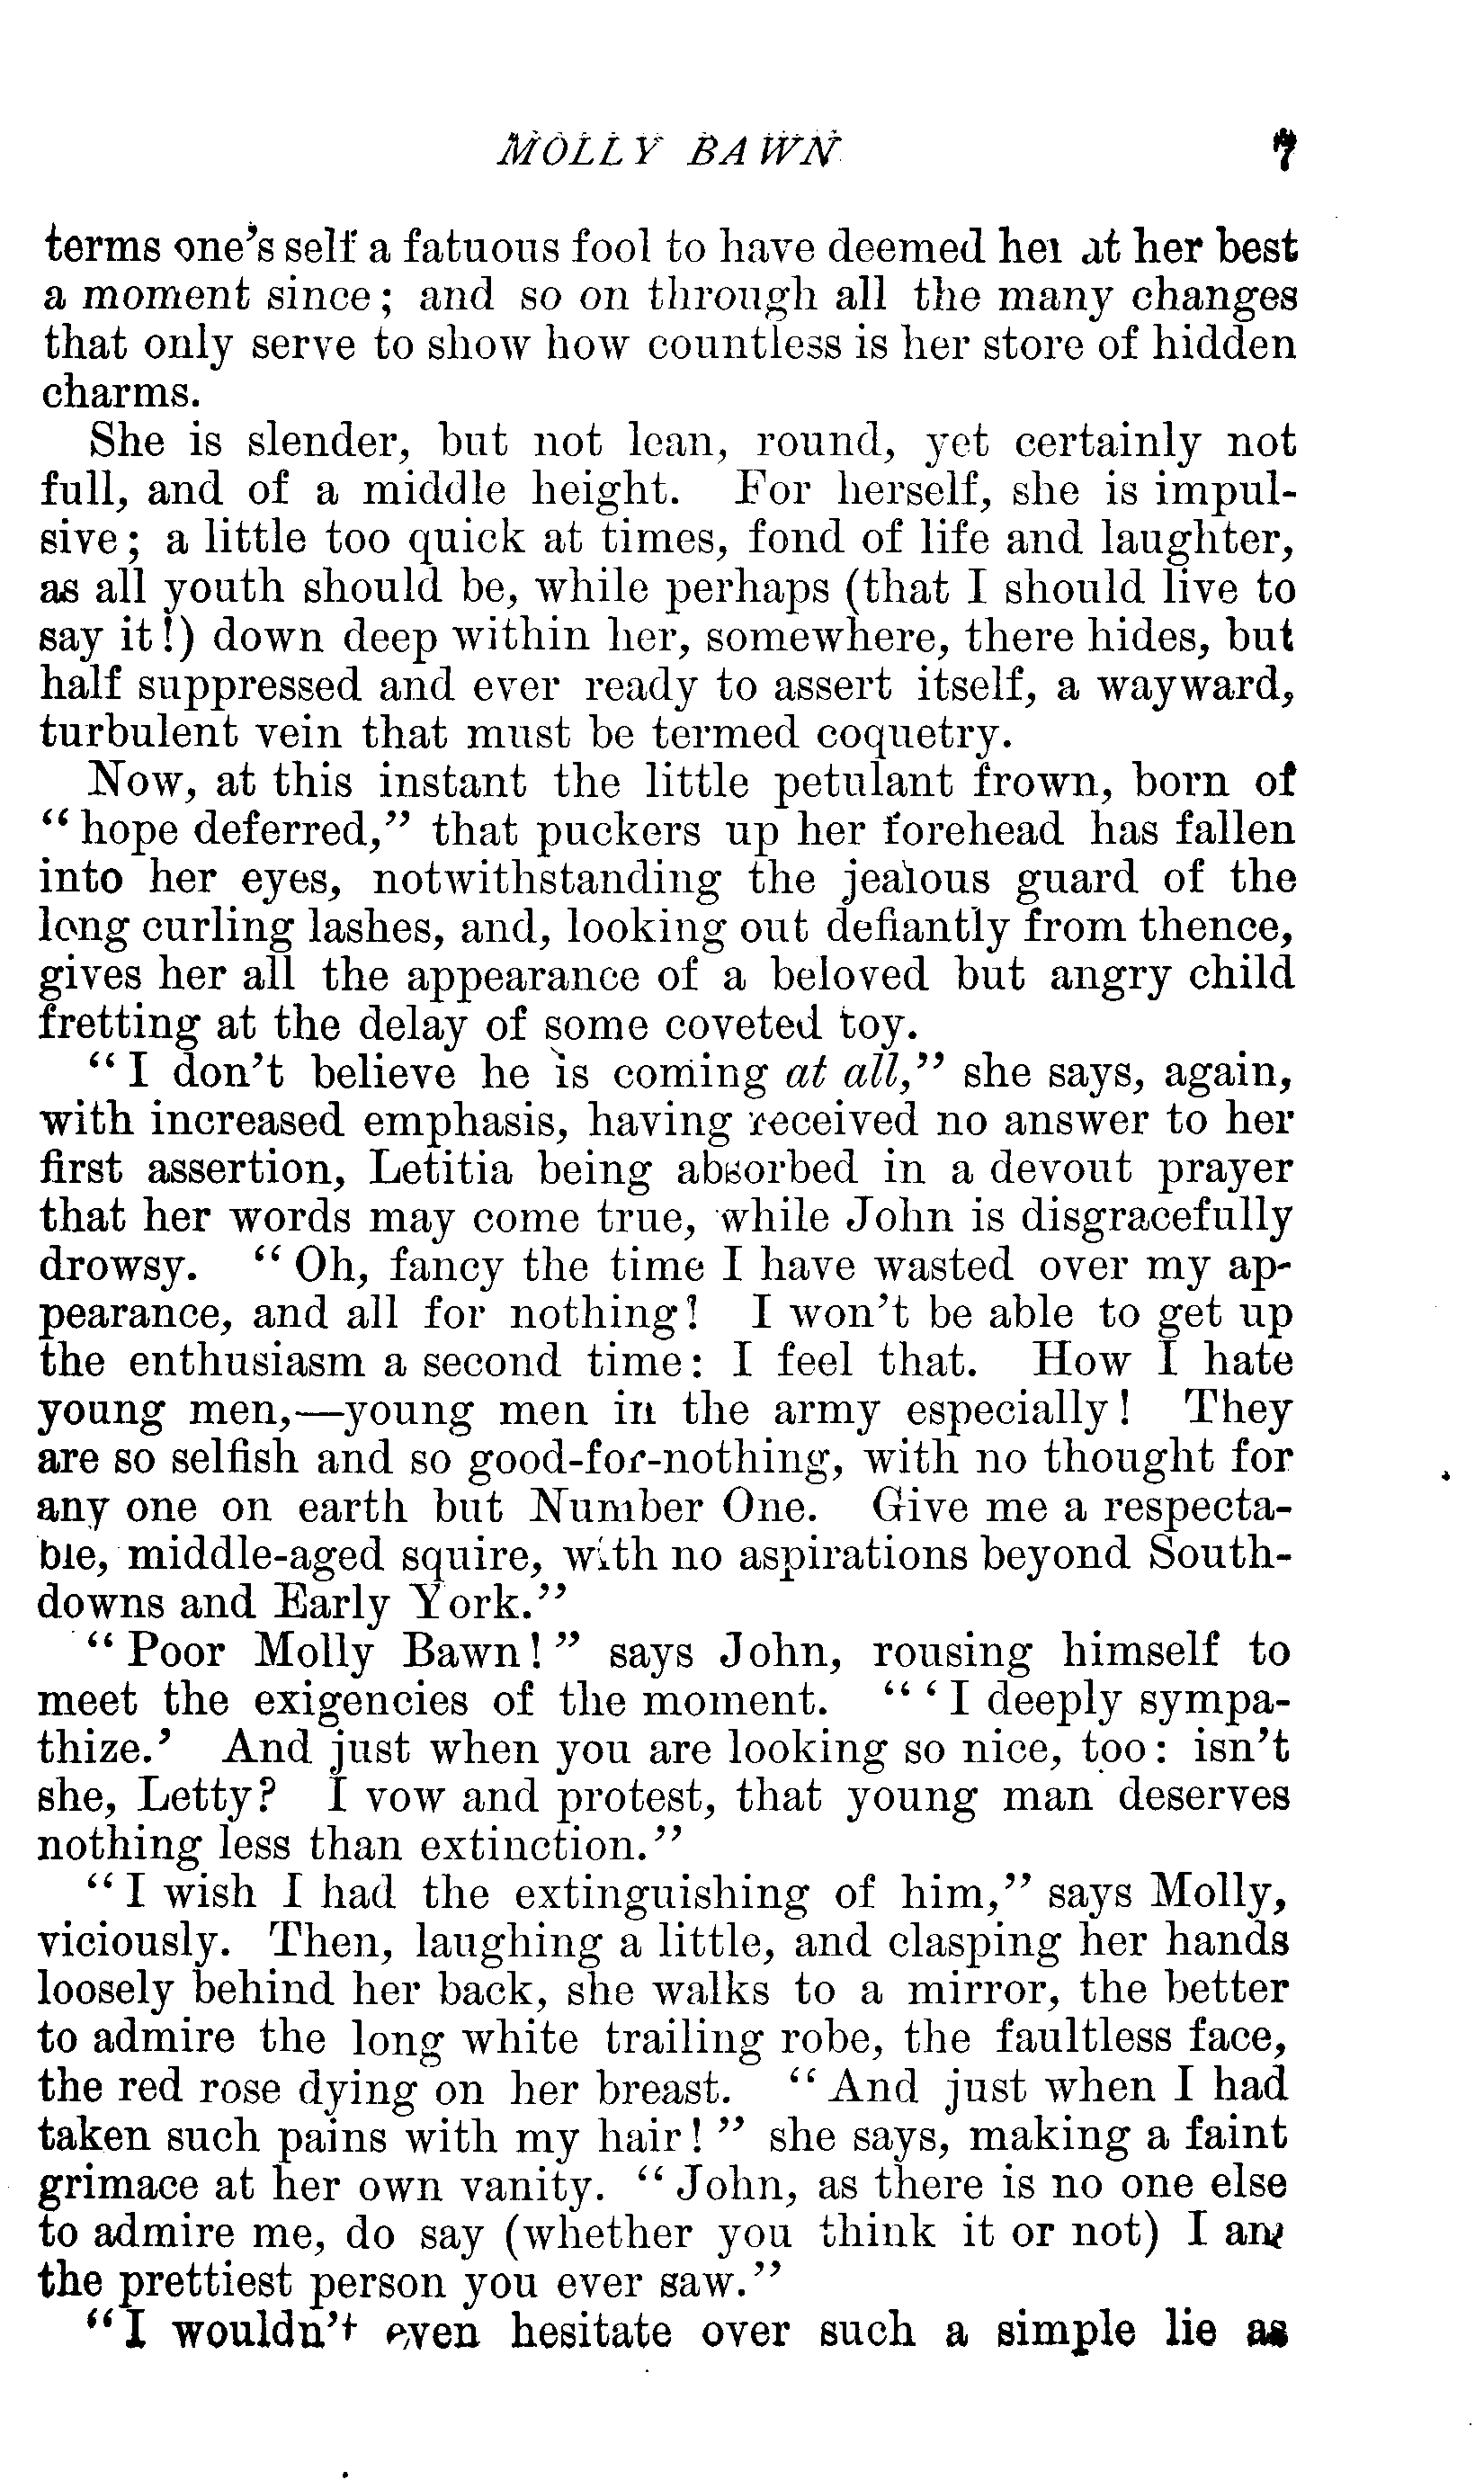 MOLLY BAWN 7
terms one's self a fatuous fool to have deemed her at her best
a moment since; and so on through all the many changes
that only serve to show how countless is her store of hidden
charms.
She is slender, but not lean, round, yet certainly not
full, and of a middle height. For herself, she is impul-
sive; a little too quick at times, fond of life and laughter,
as all youth should be, while perhaps (that I should live to
say it!) down deep within her, somewhere, there hides, but
half suppressed and ever ready to assert itself, a wayward,
turbulent vein that must be termed coquetry.
Now, at this instant the little petulant frown, born of
"hope deferred," that puckers up her forehead has fallen
into her eyes, notwithstanding the jealous guard of the
long curling lashes, and, looking out defiantly from thence,
gives her all the appearance of a beloved but angry child
fretting at the delay of some coveted toy.
"I don't believe he is coming at all," she says, again,
with increased emphasis, having received no answer to her
first assertion, Letitia being absorbed in a devout prayer
that her words may come true, while John is disgracefully
drowsy. "Oh, fancy the time I have wasted over my ap-
pearance, and all for nothing! I won't be able to get up
the enthusiasm a second time: I feel that. How I hate
young men,—young men in the army especially! They
are so selfish and so good-for-nothing, with no thought for
any one on earth but Number One. Give me a respecta-
ble, middle-aged squire, with no aspirations beyond South-
downs and Early York."
"Poor Molly Bawn!" says John, rousing himself to
meet the exigencies of the moment. "'I deeply sympa-
thize.' And just when you are looking so nice, too: isn't
she, Letty? I vow and protest, that young man deserves
nothing less than extinction."
"I wish I had the extinguishing of him," says Molly,
viciously. Then, laughing a little, and clasping her hands
loosely behind her back, she walks to a mirror, the better
to admire the long white trailing robe, the faultless face,
the red rose dying on her breast. "And just when I had
taken such pains with my hair!" she says, making a faint
grimace at her own vanity. "John, as there is no one else
to admire me, do say (whether you think it or not) I am
the prettiest person you ever saw."
"I wouldn't even hesitate over such a simple lie as